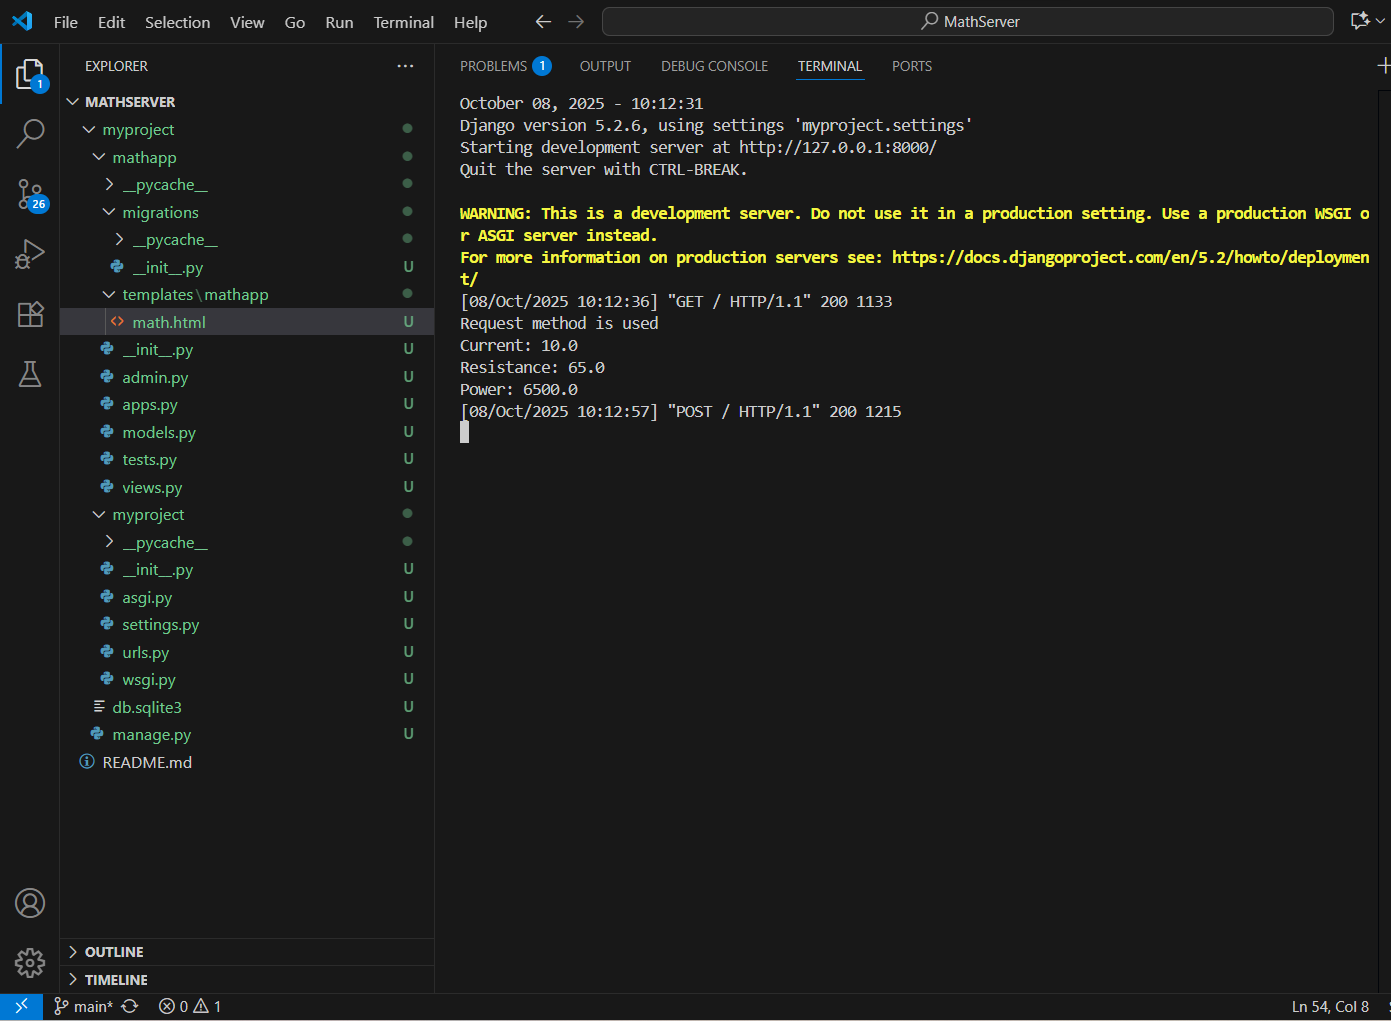 File Edit Selection View Go Run Terminal Help
MathServer
EXPLORER
PROBLEMS 1 OUTPUT DEBUG CONSOLE TERMINAL PORTS
1
26
MATHSERVER
myproject
mathapp
__pycache__
migrations
__pycache__
__init__.py U
templates\mathapp
math.html U
__init__.py U
admin.py U
apps.py U
models.py U
tests.py U
views.py U
myproject
__pycache__
__init__.py U
asgi.py U
settings.py U
urls.py U
wsgi.py U
db.sqlite3 U
manage.py U
README.md
OUTLINE
TIMELINE
October 08, 2025 - 10:12:31
Django version 5.2.6, using settings 'myproject.settings'
Starting development server at http://127.0.0.1:8000/
Quit the server with CTRL-BREAK.
WARNING: This is a development server. Do not use it in a production setting. Use a production WSGI o
r ASGI server instead.
For more information on production servers see: https://docs.djangoproject.com/en/5.2/howto/deploymen
t/
[08/Oct/2025 10:12:36] "GET / HTTP/1.1" 200 1133
Request method is used
Current: 10.0
Resistance: 65.0
Power: 6500.0
[08/Oct/2025 10:12:57] "POST / HTTP/1.1" 200 1215
main* 0 1
Ln 54, Col 8